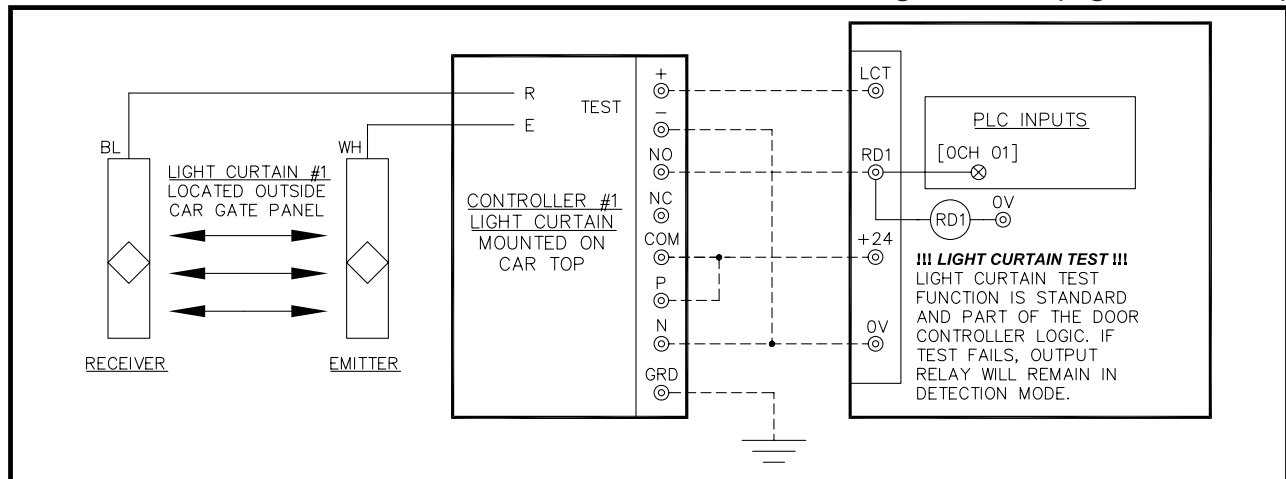 BL
WH
LIGHT CURTAIN #1
LOCATED OUTSIDE
CAR GATE PANEL
RECEIVER
EMITTER
R
E
TEST
CONTROLLER #1
LIGHT CURTAIN
MOUNTED ON
CAR TOP
+
-
NO
NC
COM
P
N
GRD
LCT
RD1
+24
0V
PLC INPUTS
[0CH 01]
RD1
0V
!!! LIGHT CURTAIN TEST !!!
LIGHT CURTAIN TEST
FUNCTION IS STANDARD
AND PART OF THE DOOR
CONTROLLER LOGIC. IF
TEST FAILS, OUTPUT
RELAY WILL REMAIN IN
DETECTION MODE.